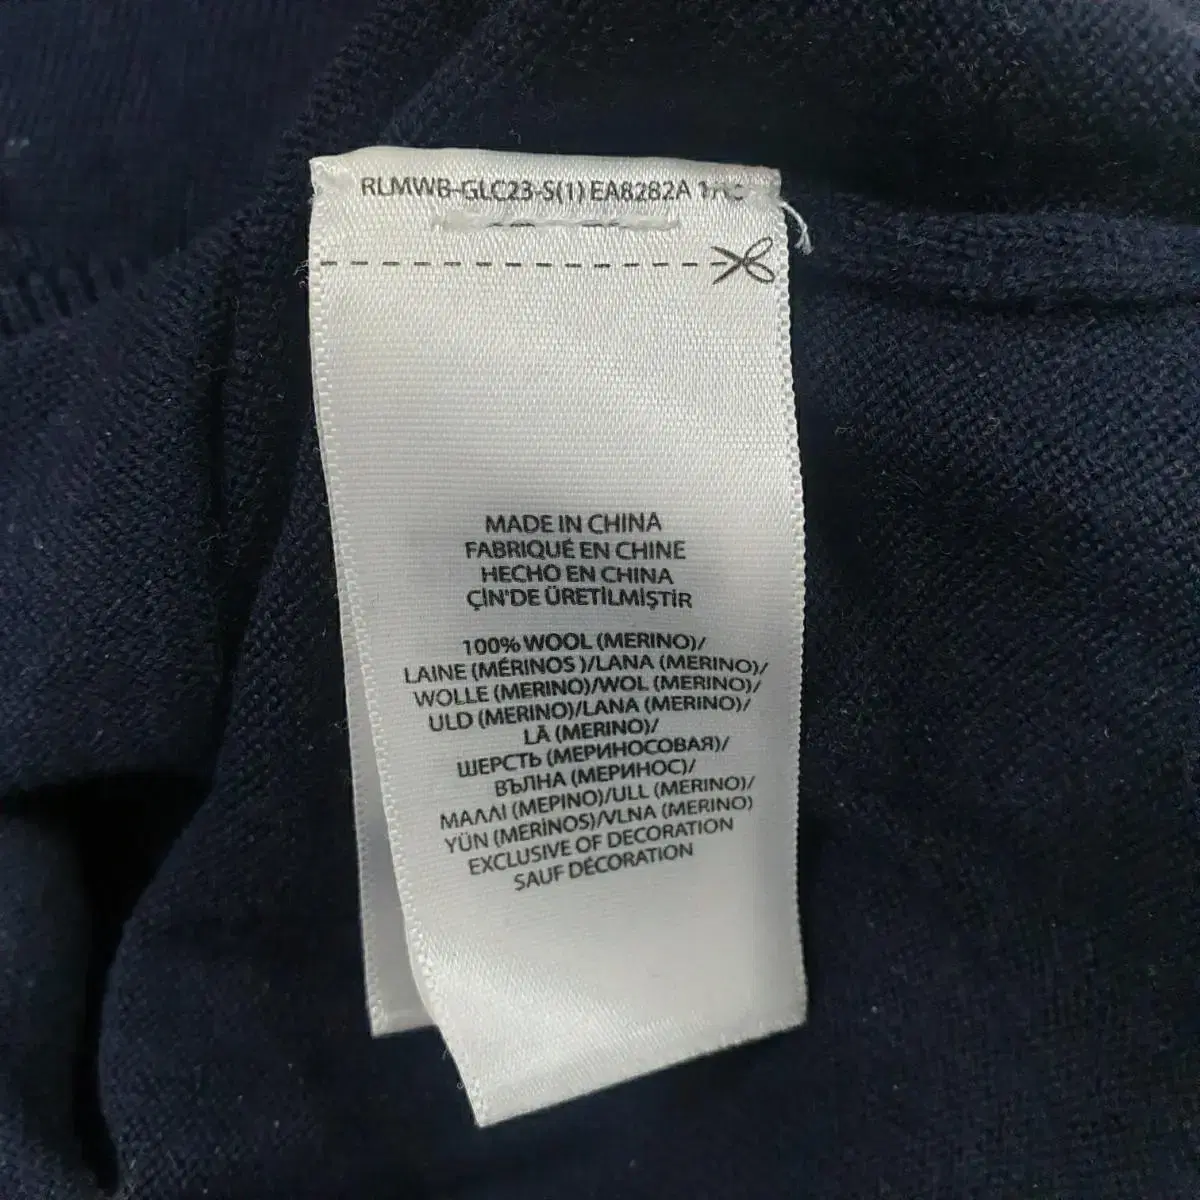 RLMWB-GLC23-S(1) EA8282A
MADE IN CHINA
FABRIQUÉ EN CHINE
HECHO EN CHINA
ÇİN'DE ÜRETİLMİŞTİR
100% WOOL (MERINO)/
LAINE (MÉRINOS )/LANA (MERINO)/
WOLLE (MERINO)/WOL (MERINO)/
ULD (MERINO)/LANA (MERINO)/
LÃ (MERINO)/
ШЕРСТЬ (МЕРИНОСОВАЯ)/
ВЪЛНА (МЕРИНОС)/
ΜΑΛΛΙ (ΜΕΡΙΝΟ)/ULL (MERINO)/
YÜN (MERİNOS)/VLNA (MERINO)
EXCLUSIVE OF DECORATION
SAUF DÉCORATION